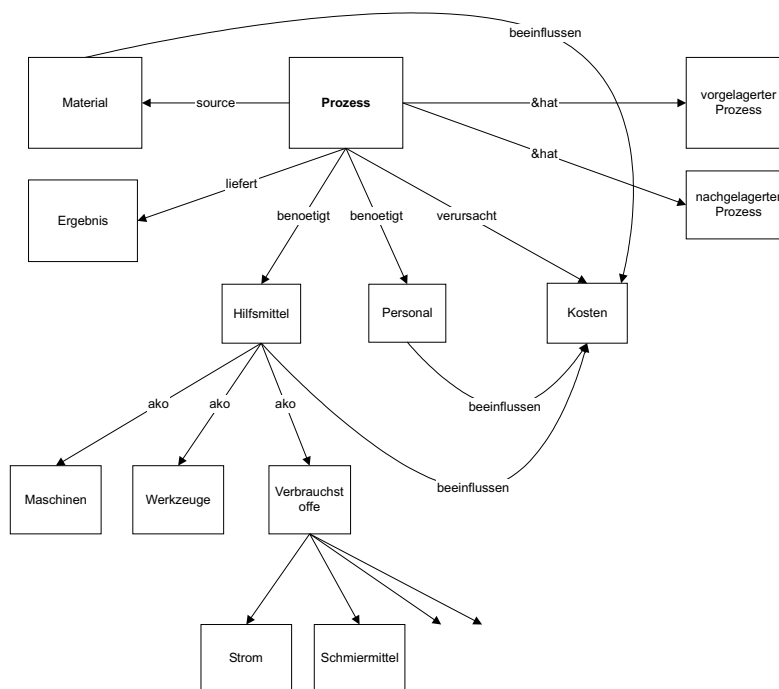 beeinflussen
Material
source
Prozess
&hat
vorgelagerter
Prozess
&hat
liefert
Ergebnis
benoetigt
benoetigt
verursacht
nachgelagerter
Prozess
Hilfsmittel
Personal
Kosten
ako
ako
ako
beeinflussen
Maschinen
Werkzeuge
Verbrauchst
offe
beeinflussen
Strom
Schmiermittel